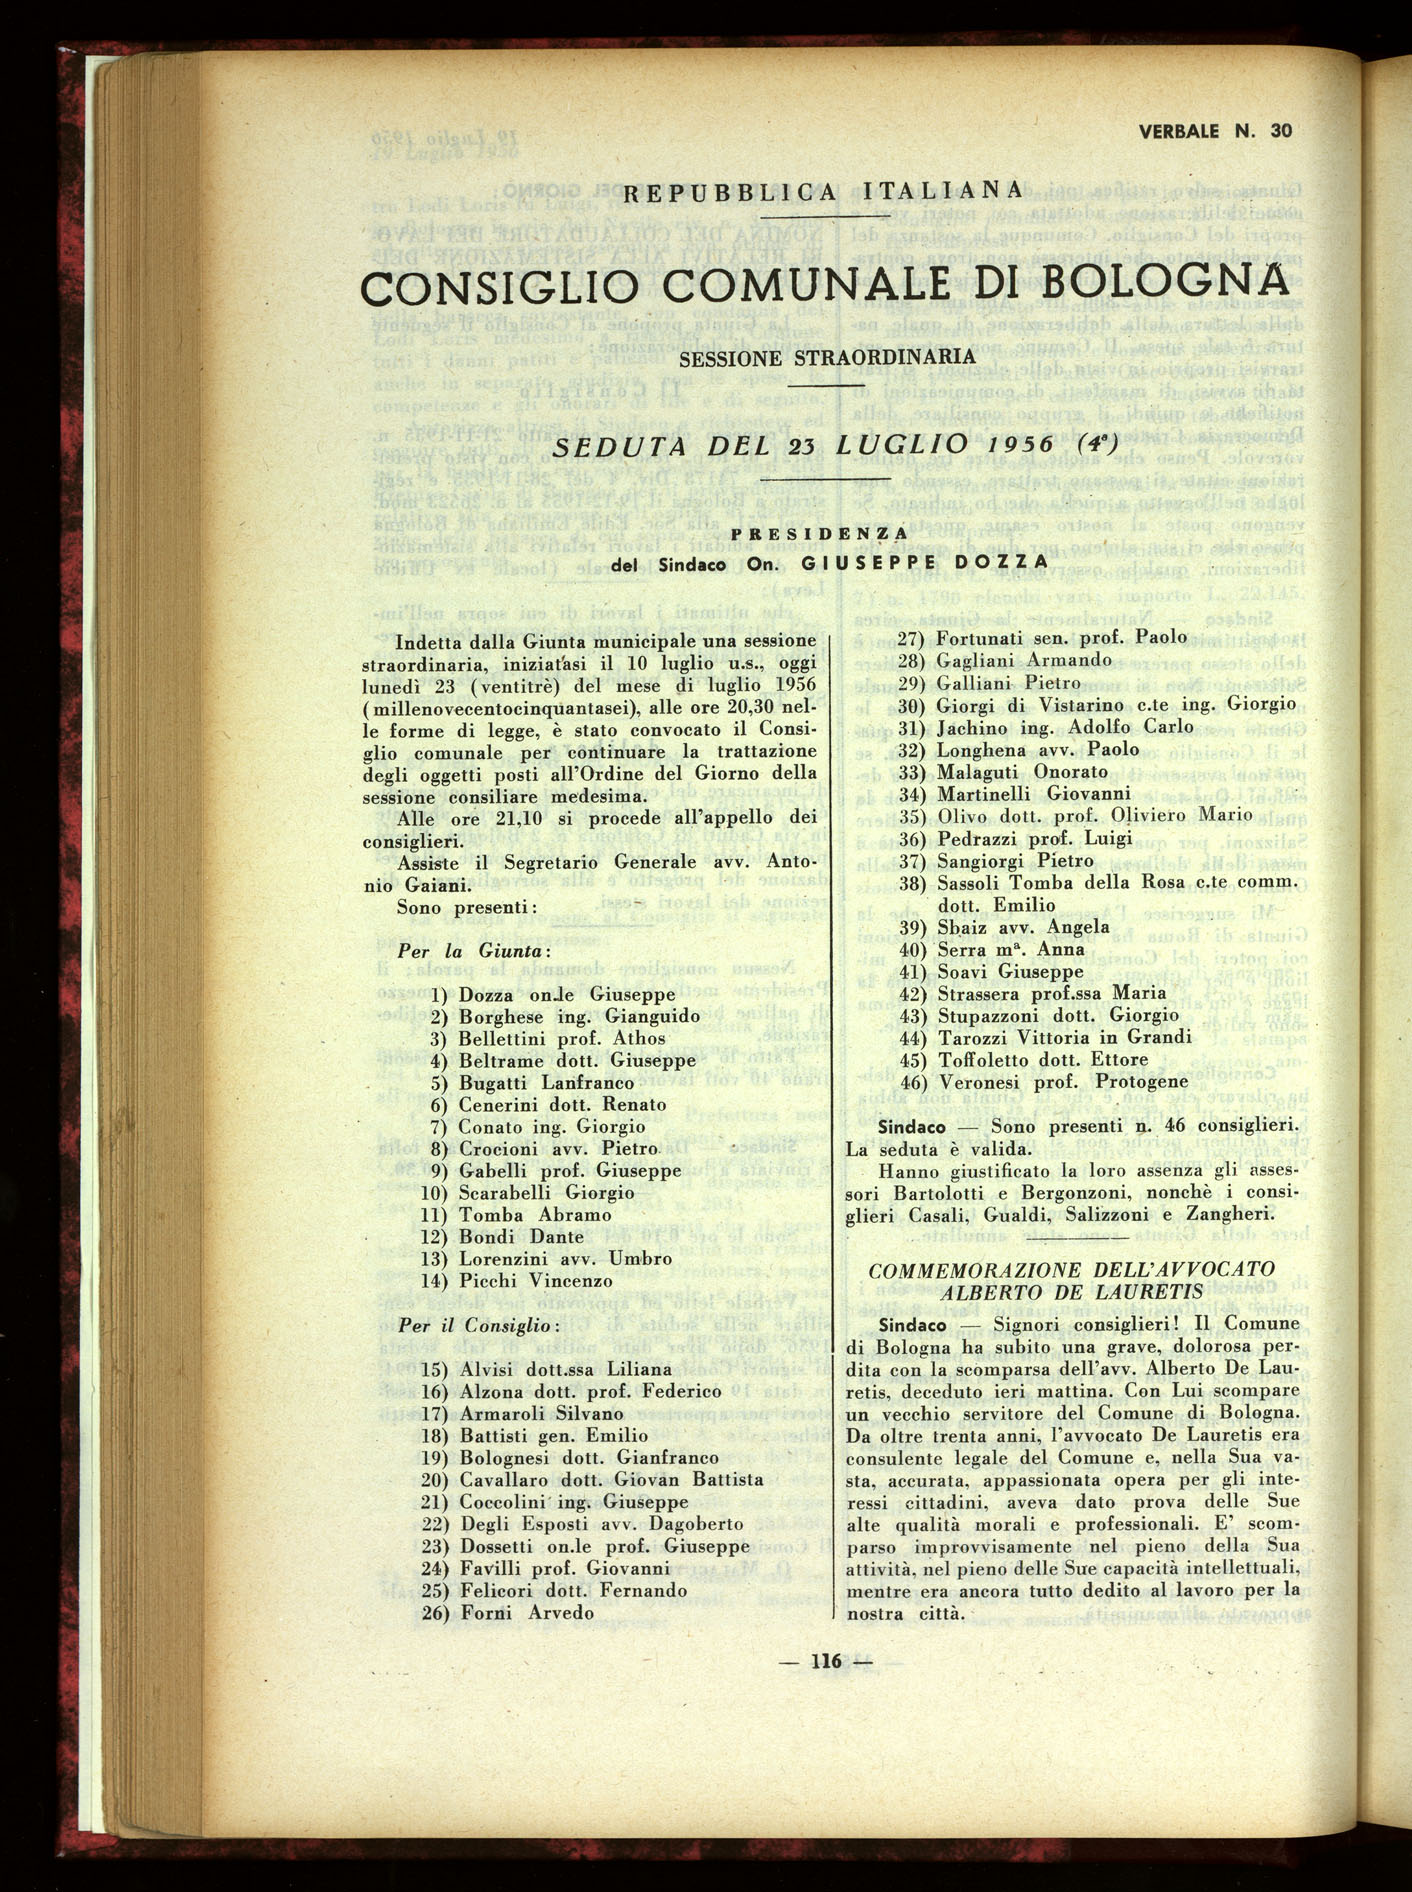 VERBALE N. 30
REPUBBLICA ITALIANA
CONSIGLIO COMUNALE DI BOLOGNA
SESSIONE STRAORDINARIA
SEDUTA DEL 23 LUGLIO 1956 (4ª)
PRESIDENZA
del Sindaco On. GIUSEPPE DOZZA
Indetta dalla Giunta municipale una sessione
straordinaria, iniziatasi il 10 luglio u.s., oggi
lunedì 23 (ventitrè) del mese di luglio 1956
(millenovecentocinquantasei), alle ore 20,30 nel-
le forme di legge, è stato convocato il Consi-
glio comunale per continuare la trattazione
degli oggetti posti all'Ordine del Giorno della
sessione consiliare medesima.
Alle ore 21,10 si procede all'appello dei
consiglieri.
Assiste il Segretario Generale avv. Anto-
nio Gaiani.
Sono presenti:
Per la Giunta:
1) Dozza on.le Giuseppe
2) Borghese ing. Gianguido
3) Bellettini prof. Athos
4) Beltrame dott. Giuseppe
5) Bugatti Lanfranco
6) Cenerini dott. Renato
7) Conato ing. Giorgio
8) Crocioni avv. Pietro
9) Gabelli prof. Giuseppe
10) Scarabelli Giorgio
11) Tomba Abramo
12) Bondi Dante
13) Lorenzini avv. Umbro
14) Picchi Vincenzo
Per il Consiglio:
15) Alvisi dott.ssa Liliana
16) Alzona dott. prof. Federico
17) Armaroli Silvano
18) Battisti gen. Emilio
19) Bolognesi dott. Gianfranco
20) Cavallaro dott. Giovan Battista
21) Coccolini ing. Giuseppe
22) Degli Esposti avv. Dagoberto
23) Dossetti on.le prof. Giuseppe
24) Favilli prof. Giovanni
25) Felicori dott. Fernando
26) Forni Arvedo
27) Fortunati sen. prof. Paolo
28) Gagliani Armando
29) Galliani Pietro
30) Giorgi di Vistarino c.te ing. Giorgio
31) Jachino ing. Adolfo Carlo
32) Longhena avv. Paolo
33) Malaguti Onorato
34) Martinelli Giovanni
35) Olivo dott. prof. Oliviero Mario
36) Pedrazzi prof. Luigi
37) Sangiorgi Pietro
38) Sassoli Tomba della Rosa c.te comm.
dott. Emilio
39) Sbaiz avv. Angela
40) Serra mª. Anna
41) Soavi Giuseppe
42) Strassera prof.ssa Maria
43) Stupazzoni dott. Giorgio
44) Tarozzi Vittoria in Grandi
45) Toffoletto dott. Ettore
46) Veronesi prof. Protogene
Sindaco — Sono presenti n. 46 consiglieri.
La seduta è valida.
Hanno giustificato la loro assenza gli asses-
sori Bartolotti e Bergonzoni, nonchè i consi-
glieri Casali, Gualdi, Salizzoni e Zangheri.
COMMEMORAZIONE DELL'AVVOCATO
ALBERTO DE LAURETIS
Sindaco — Signori consiglieri! Il Comune
di Bologna ha subito una grave, dolorosa per-
dita con la scomparsa dell'avv. Alberto De Lau-
retis, deceduto ieri mattina. Con Lui scompare
un vecchio servitore del Comune di Bologna.
Da oltre trenta anni, l'avvocato De Lauretis era
consulente legale del Comune e, nella Sua va-
sta, accurata, appassionata opera per gli inte-
ressi cittadini, aveva dato prova delle Sue
alte qualità morali e professionali. E' scom-
parso improvvisamente nel pieno della Sua
attività, nel pieno delle Sue capacità intellettuali,
mentre era ancora tutto dedito al lavoro per la
nostra città.
— 116 —